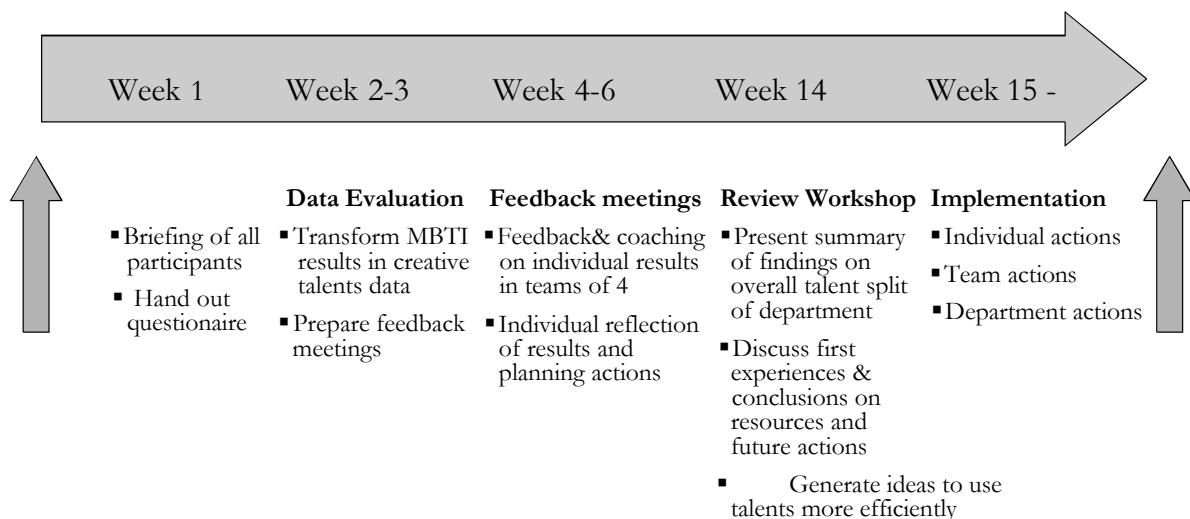 Week 1
Week 2-3
Week 4-6
Week 14
Week 15 -
▪ Briefing of all
participants
▪ Hand out
questionaire
Data Evaluation
▪ Transform MBTI
results in creative
talents data
▪ Prepare feedback
meetings
Feedback meetings
▪ Feedback& coaching
on individual results
in teams of 4
▪ Individual reflection
of results and
planning actions
Review Workshop
▪ Present summary
of findings on
overall talent split
of department
▪ Discuss first
experiences &
conclusions on
resources and
future actions
▪ Generate ideas to use
talents more efficiently
Implementation
▪ Individual actions
▪ Team actions
▪ Department actions